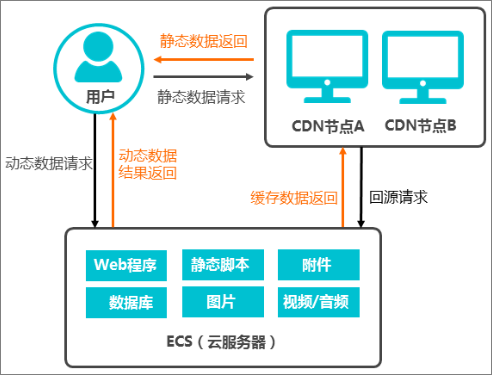 静态数据返回
用户
静态数据请求
CDN节点A
CDN节点B
动态数据请求
动态数据
结果返回
缓存数据返回
回源请求
Web程序
静态脚本
附件
数据库
图片
视频/音频
ECS（云服务器）